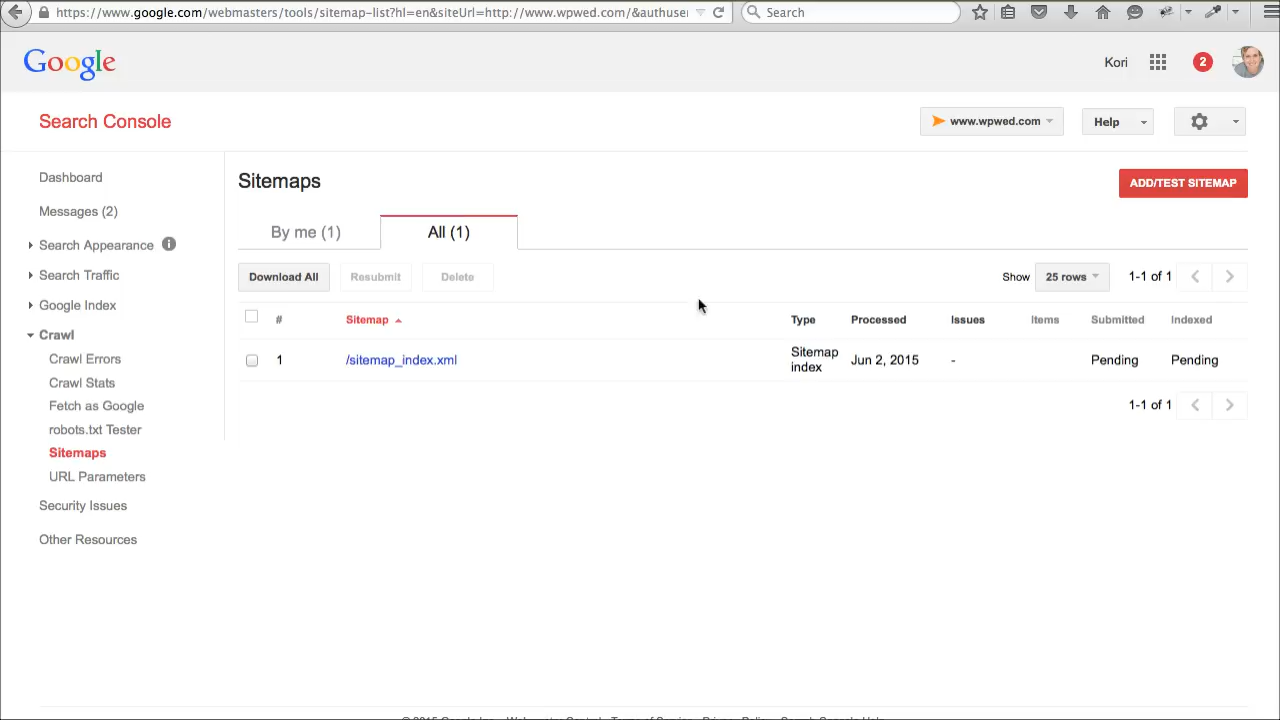 https://www.google.com/webmasters/tools/sitemap-list?hl=en&siteUrl=http://www.wpwed.com/&authuser
Search
Google
Kori
2
Search Console
www.wpwed.com
Help
Dashboard
Messages (2)
Search Appearance
Search Traffic
Google Index
Crawl
Crawl Errors
Crawl Stats
Fetch as Google
robots.txt Tester
Sitemaps
URL Parameters
Security Issues
Other Resources
Sitemaps
ADD/TEST SITEMAP
By me (1) All (1)
Download All Resubmit Delete Show 25 rows 1-1 of 1
# Sitemap Type Processed Issues Items Submitted Indexed
1 /sitemap_index.xml Sitemap index Jun 2, 2015 - Pending Pending
1-1 of 1